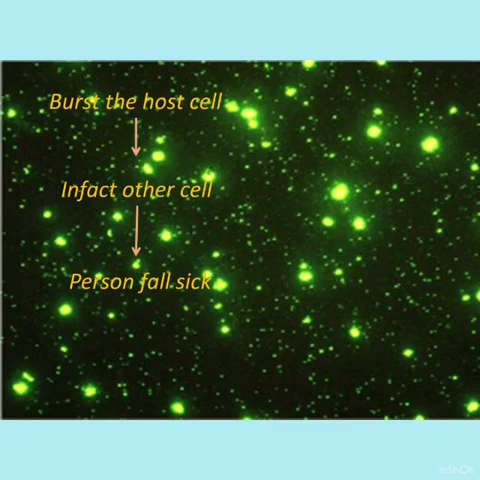 Burst the host cell
Infact other cell
Person fall sick
InShOt